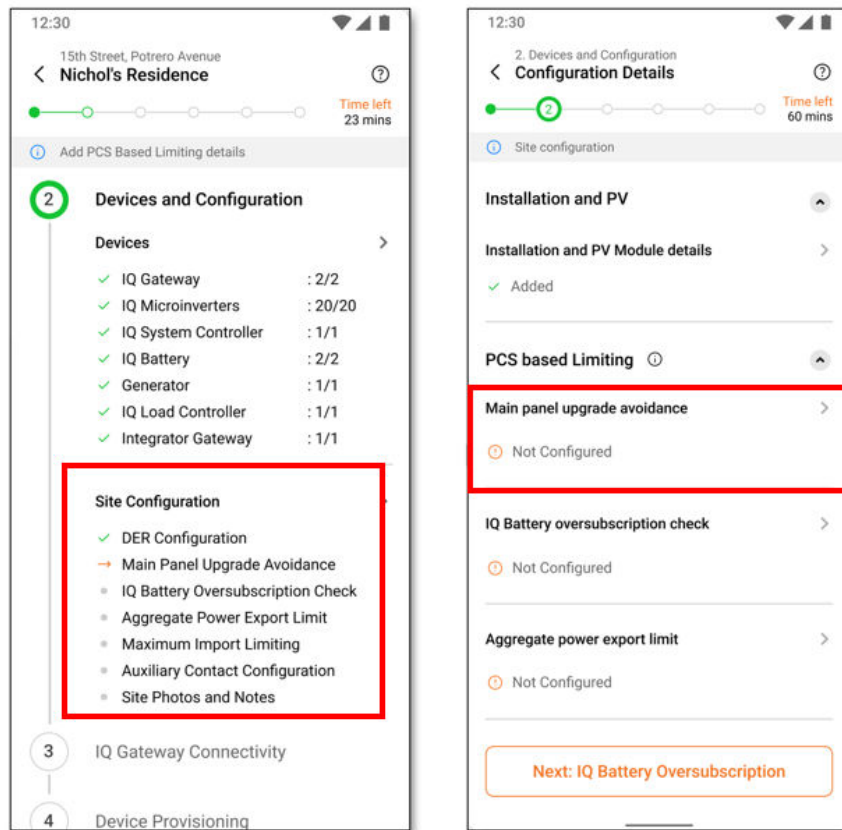 12:30
15th Street, Potrero Avenue
Nichol's Residence
Time left
23 mins
Add PCS Based Limiting details
2
Devices and Configuration
Devices
IQ Gateway : 2/2
IQ Microinverters : 20/20
IQ System Controller : 1/1
IQ Battery : 2/2
Generator : 1/1
IQ Load Controller : 1/1
Integrator Gateway : 1/1
Site Configuration
DER Configuration
Main Panel Upgrade Avoidance
IQ Battery Oversubscription Check
Aggregate Power Export Limit
Maximum Import Limiting
Auxiliary Contact Configuration
Site Photos and Notes
3 IQ Gateway Connectivity
4 Device Provisioning
12:30
2. Devices and Configuration
Configuration Details
2
Time left
60 mins
Site configuration
Installation and PV
Installation and PV Module details
Added
PCS based Limiting
Main panel upgrade avoidance
Not Configured
IQ Battery oversubscription check
Not Configured
Aggregate power export limit
Not Configured
Next: IQ Battery Oversubscription